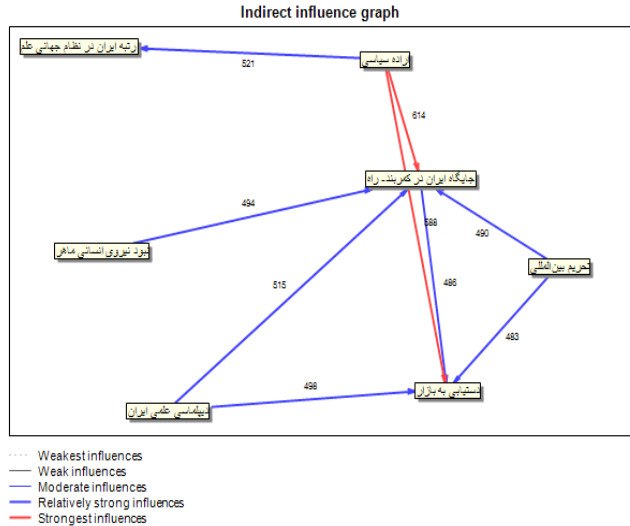 Indirect influence graph
رتبه ایران در نظام جهانی علم
اراده سیاسی
521
614
جایگاه ایران در کمربند- راه
494
588
490
نبود نیروی انسانی ماهر
تحریم بین‌المللی
515
486
483
498
دستیابی به بازار
دیپلماسی علمی ایران
Weakest influences
Weak influences
Moderate influences
Relatively strong influences
Strongest influences